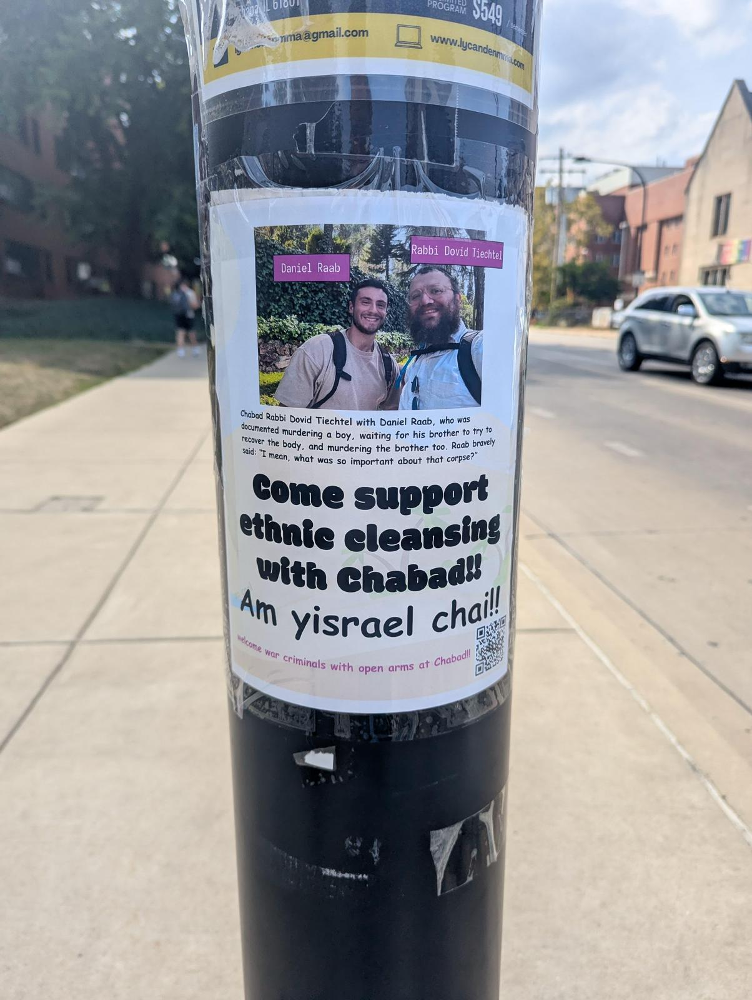 IL 61801
PROGRAM
$549
mma@gmail.com
www.lycandenmma.com
Daniel Raab
Rabbi Dovid Tiechtel
Chabad Rabbi Dovid Tiechtel with Daniel Raab, who was
documented murdering a boy, waiting for his brother to try to
recover the body, and murdering the brother too. Raab bravely
said: "I mean, what was so important about that corpse?"
Come support
ethnic cleansing
with Chabad!!
Am yisrael chai!!
welcome war criminals with open arms at Chabad!!